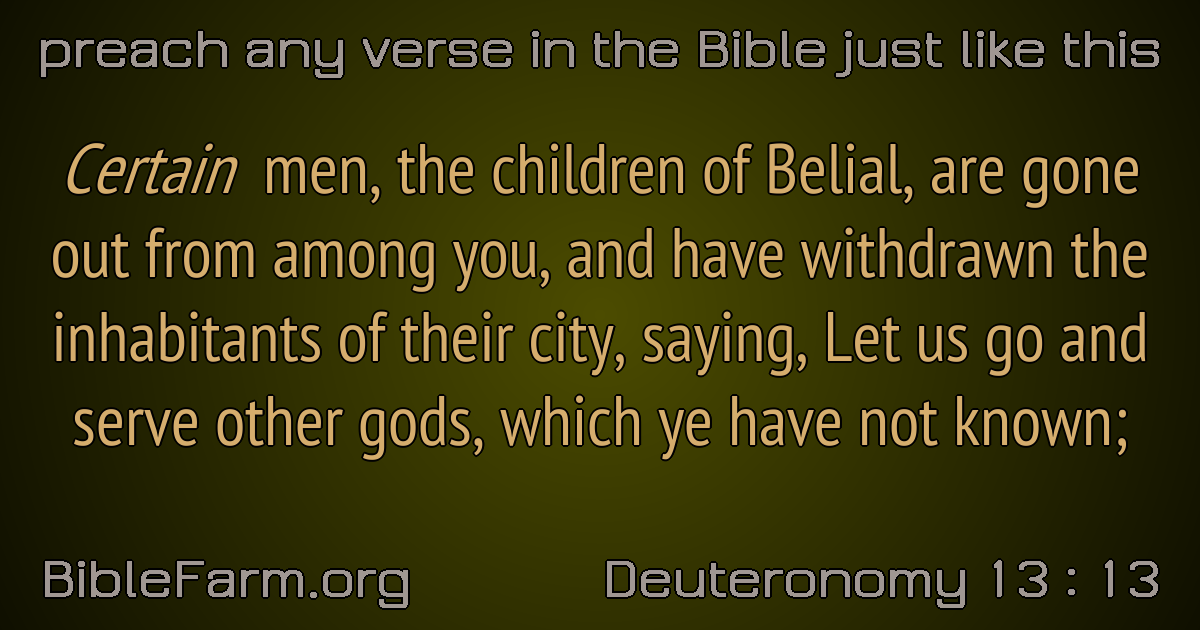 preach any verse in the Bible just like this
Certain men, the children of Belial, are gone
out from among you, and have withdrawn the
inhabitants of their city, saying, Let us go and
serve other gods, which ye have not known;
BibleFarm.org
Deuteronomy 13 : 13